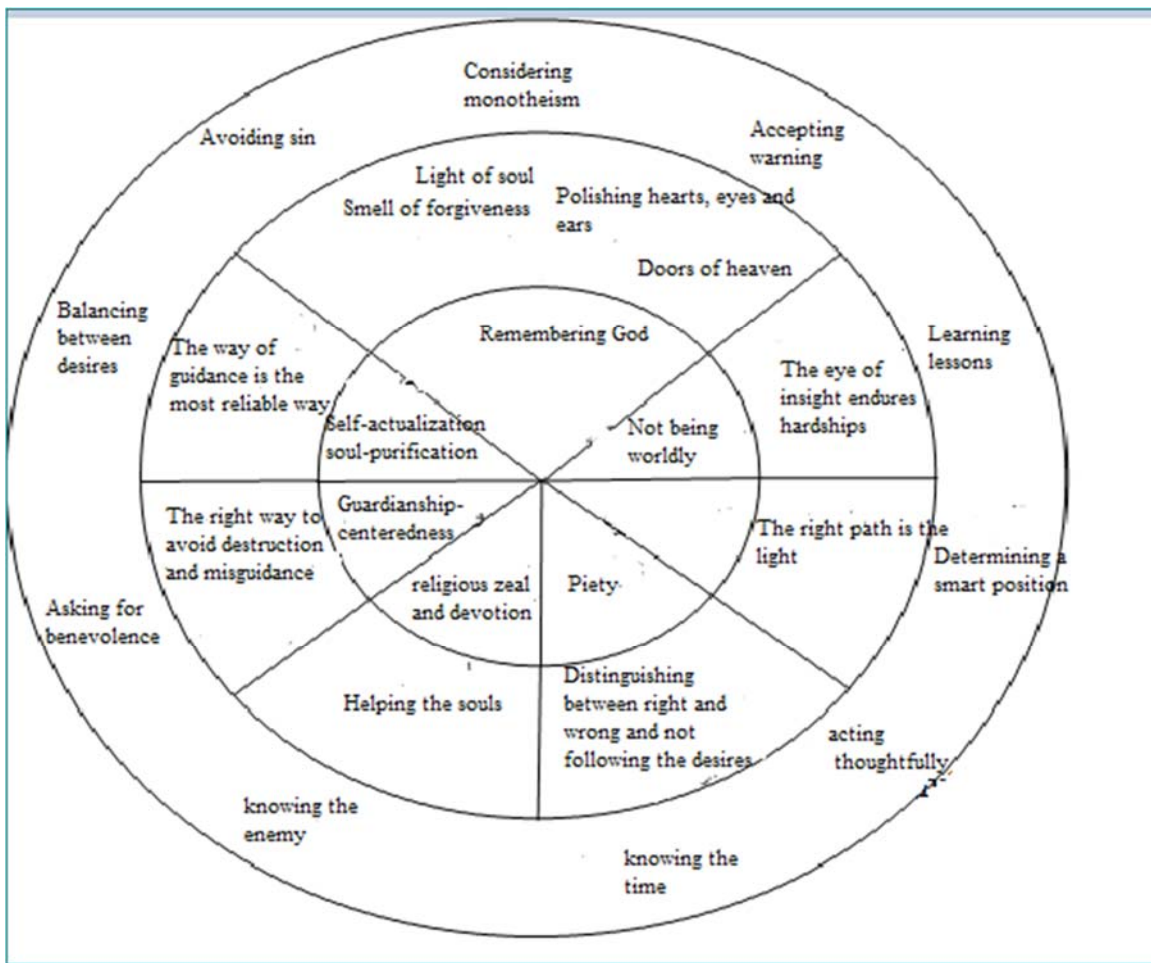 Considering
monotheism
Avoiding sin
Accepting
warning
Light of soul
Smell of forgiveness
Polishing hearts, eyes and
ears
Doors of heaven
Balancing
between
desires
The way of
guidance is the
most reliable way
Remembering God
Learning
lessons
The eye of
insight endures
hardships
Self-actualization
soul-purification
Not being
worldly
Guardianship-
centeredness
The right way to
avoid destruction
and misguidance
The right path is the
light
Determining a
smart position
religious zeal
and devotion
Piety
Asking for
benevolence
Helping the souls
Distinguishing
between right and
wrong and not
following the desires
acting
thoughtfully
knowing the
enemy
knowing the
time